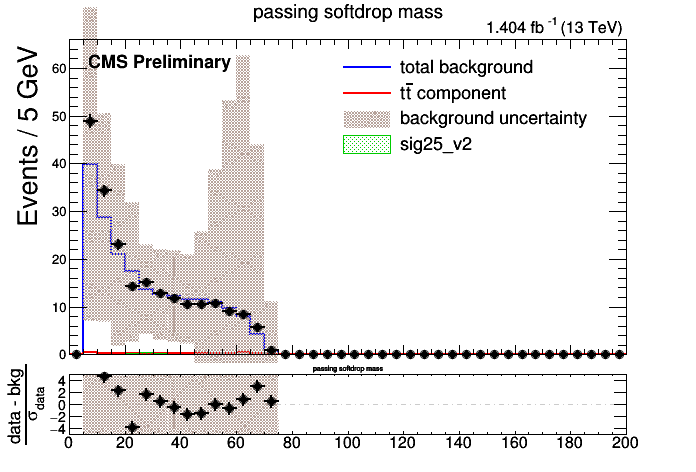 passing softdrop mass
1.404 fb -1 (13 TeV)
CMS Preliminary
total background
tt̅ component
background uncertainty
sig25_v2
Events / 5 GeV
60
50
40
30
20
10
0
passing softdrop mass
data - bkg
σdata
4
2
0
−2
−4
0 20 40 60 80 100 120 140 160 180 200